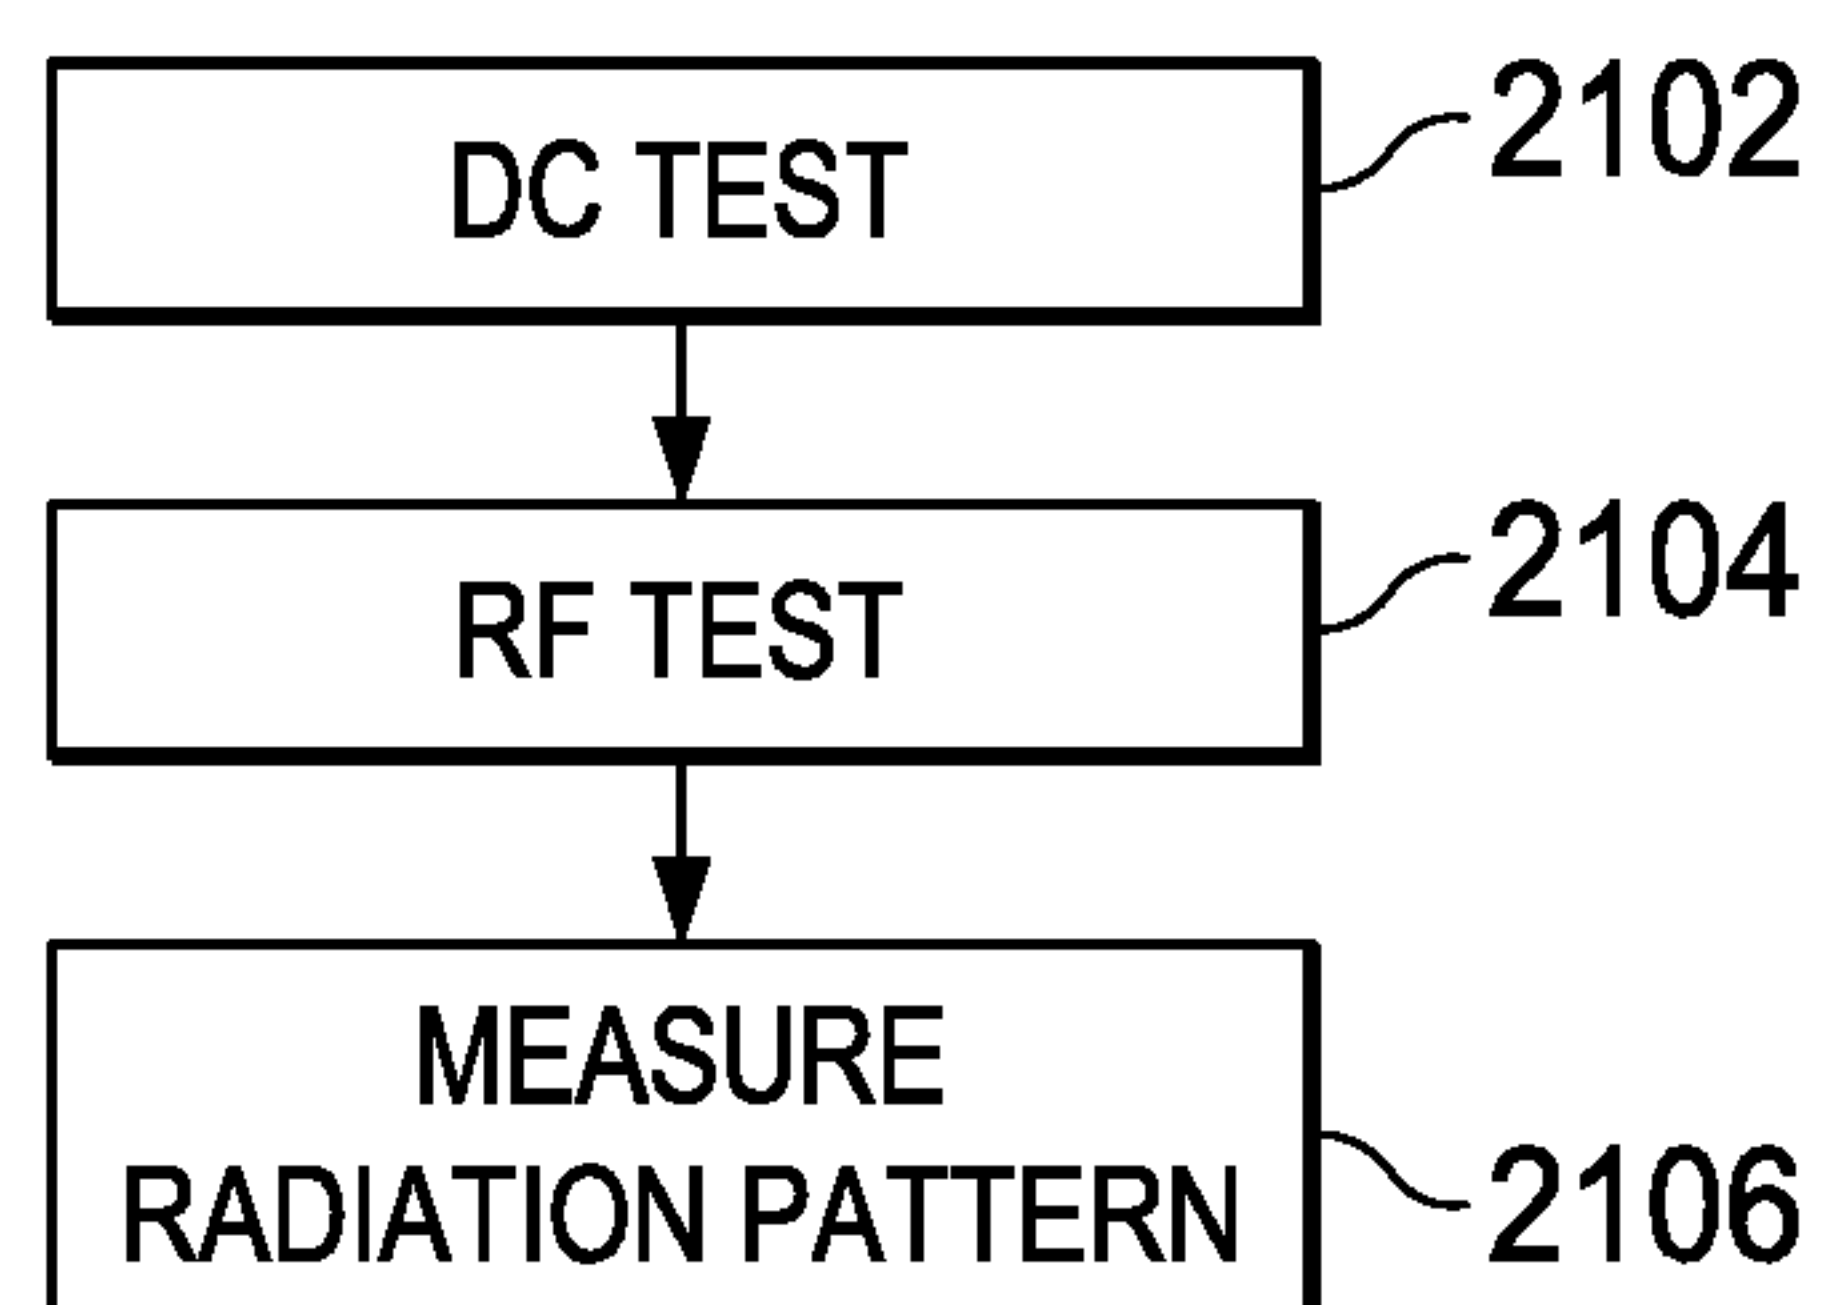 DC TEST
2102
RF TEST
2104
MEASURE
RADIATION PATTERN
2106